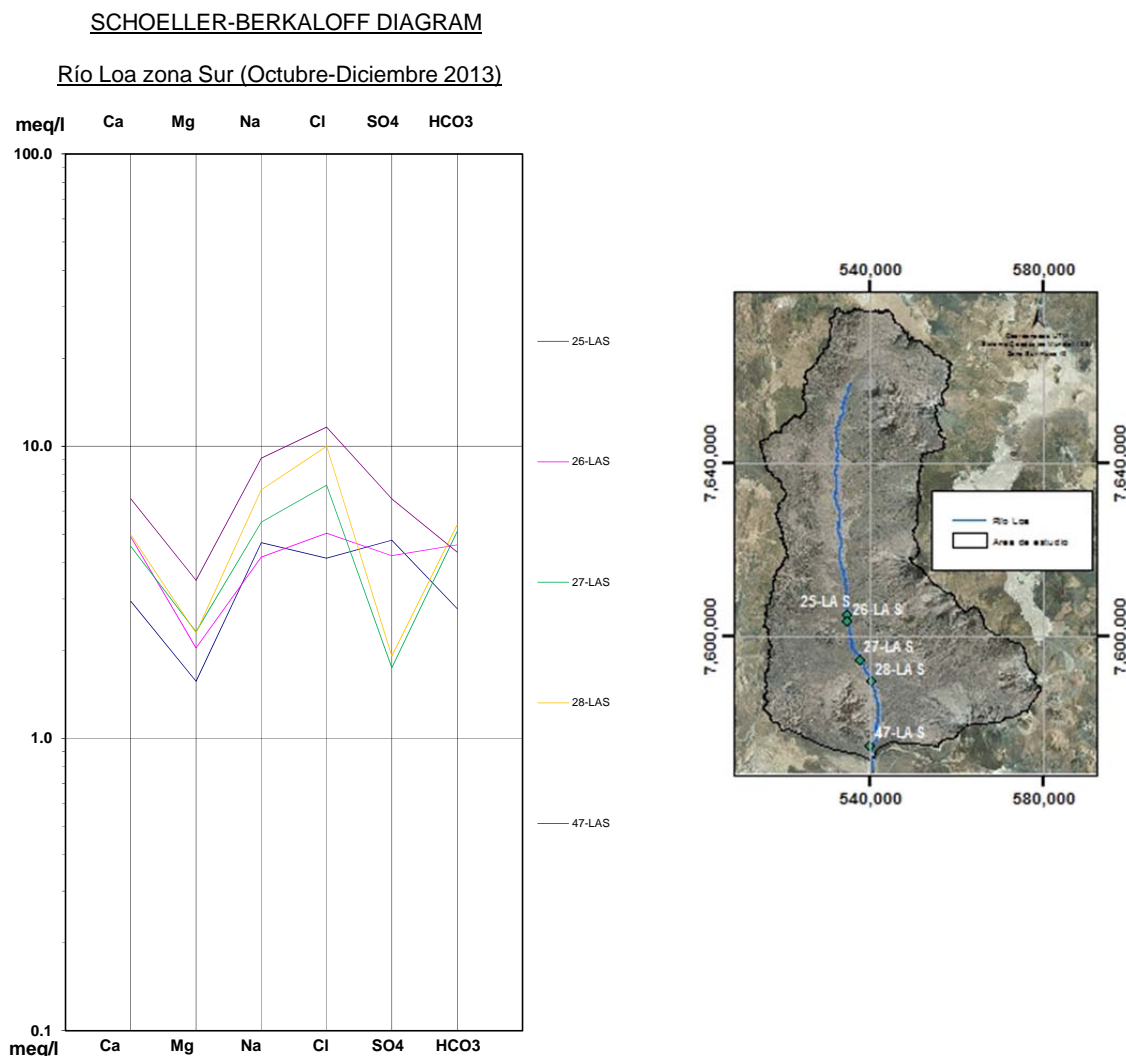 SCHOELLER-BERKALOFF DIAGRAM
Río Loa zona Sur (Octubre-Diciembre 2013)
meq/l Ca Mg Na Cl SO4 HCO3
100.0
10.0
1.0
0.1
meq/l Ca Mg Na Cl SO4 HCO3
25-LAS
26-LAS
27-LAS
28-LAS
47-LAS
540,000 580,000
7,640,000 7,640,000
Río Loa
Area de estudio
25-LA S 26-LA S
7,600,000 7,600,000
27-LA S
28-LA S
47-LA S
540,000 580,000